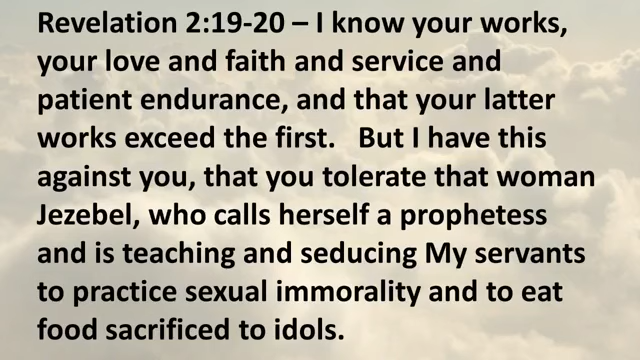 Revelation 2:19-20 – I know your works,
your love and faith and service and
patient endurance, and that your latter
works exceed the first.   But I have this
against you, that you tolerate that woman
Jezebel, who calls herself a prophetess
and is teaching and seducing My servants
to practice sexual immorality and to eat
food sacrificed to idols.